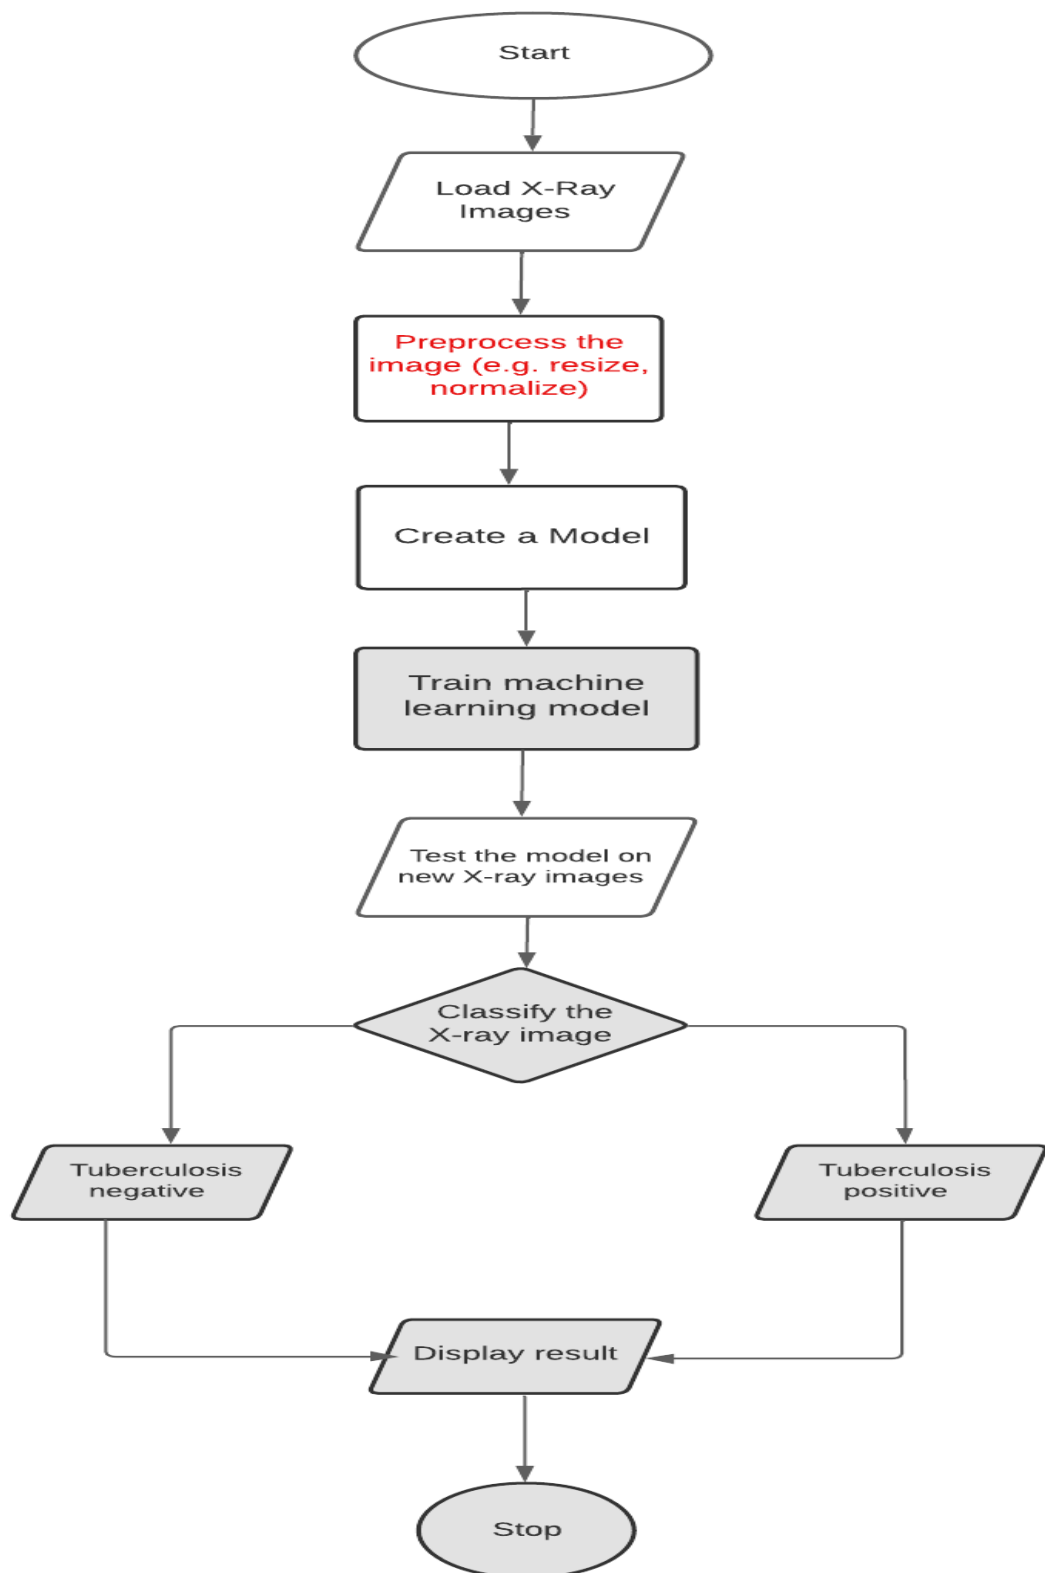 Start
Load X-Ray
Images
Preprocess the
image (e.g. resize,
normalize)
Create a Model
Train machine
learning model
Test the model on
new X-ray images
Classify the
X-ray image
Tuberculosis
negative
Tuberculosis
positive
Display result
Stop